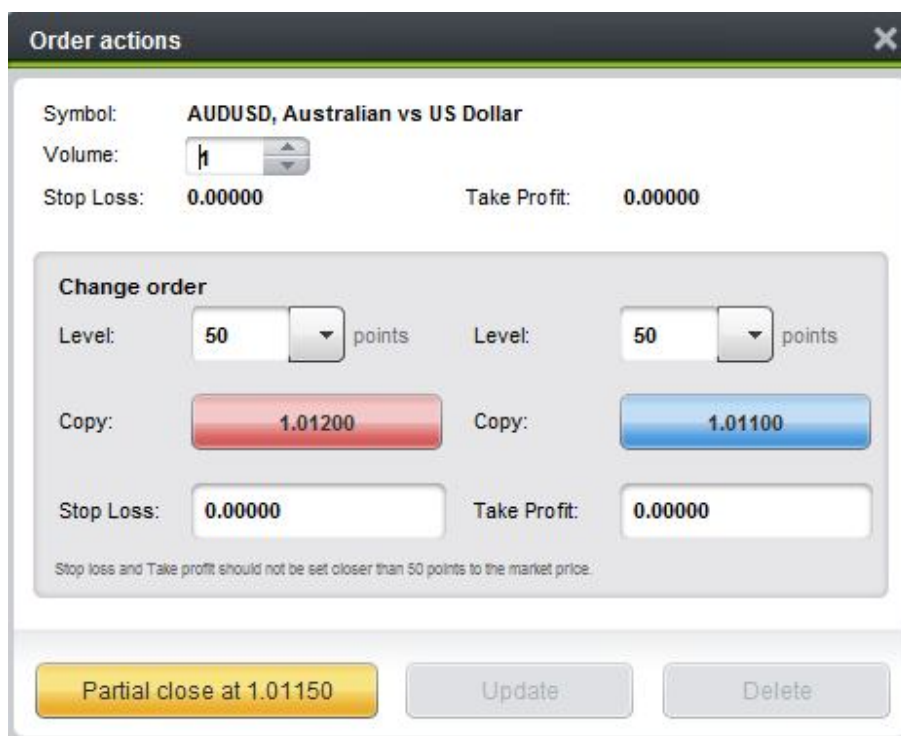 Order actions
Symbol: AUDUSD, Australian vs US Dollar
Volume: 1
Stop Loss: 0.00000 Take Profit: 0.00000
Change order
Level: 50 points Level: 50 points
Copy: 1.01200 Copy: 1.01100
Stop Loss: 0.00000 Take Profit: 0.00000
Stop loss and Take profit should not be set closer than 50 points to the market price.
Partial close at 1.01150 Update Delete